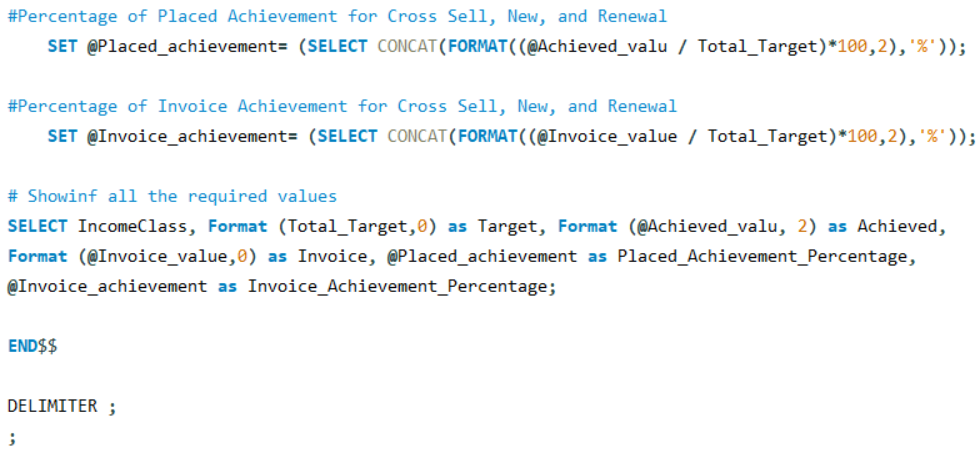 #Percentage of Placed Achievement for Cross Sell, New, and Renewal
SET @Placed_achievement= (SELECT CONCAT(FORMAT((@Achieved_valu / Total_Target)*100,2),'%'));
#Percentage of Invoice Achievement for Cross Sell, New, and Renewal
SET @Invoice_achievement= (SELECT CONCAT(FORMAT((@Invoice_value / Total_Target)*100,2),'%'));
# Showinf all the required values
SELECT IncomeClass, Format (Total_Target,0) as Target, Format (@Achieved_valu, 2) as Achieved,
Format (@Invoice_value,0) as Invoice, @Placed_achievement as Placed_Achievement_Percentage,
@Invoice_achievement as Invoice_Achievement_Percentage;
END$$
DELIMITER ;
;